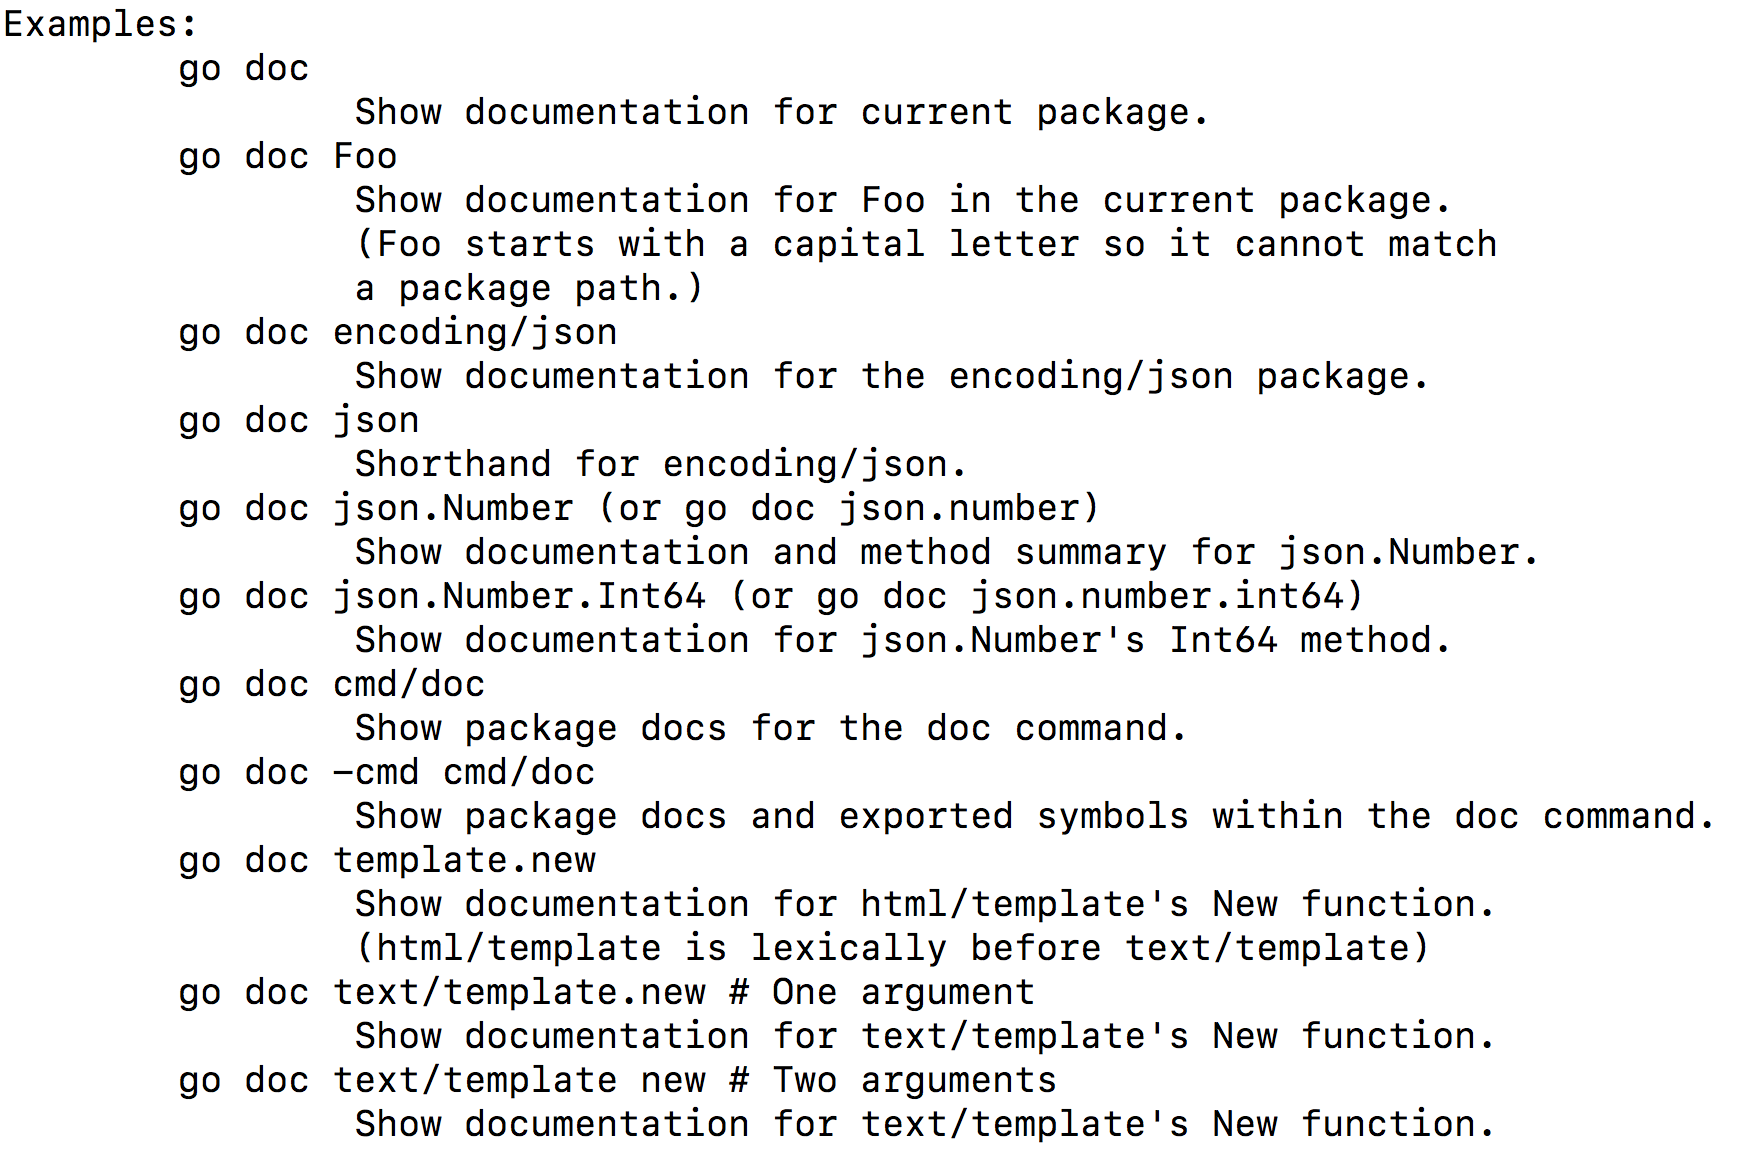 Examples:
	go doc
		Show documentation for current package.
	go doc Foo
		Show documentation for Foo in the current package.
		(Foo starts with a capital letter so it cannot match
		a package path.)
	go doc encoding/json
		Show documentation for the encoding/json package.
	go doc json
		Shorthand for encoding/json.
	go doc json.Number (or go doc json.number)
		Show documentation and method summary for json.Number.
	go doc json.Number.Int64 (or go doc json.number.int64)
		Show documentation for json.Number's Int64 method.
	go doc cmd/doc
		Show package docs for the doc command.
	go doc -cmd cmd/doc
		Show package docs and exported symbols within the doc command.
	go doc template.new
		Show documentation for html/template's New function.
		(html/template is lexically before text/template)
	go doc text/template.new # One argument
		Show documentation for text/template's New function.
	go doc text/template new # Two arguments
		Show documentation for text/template's New function.